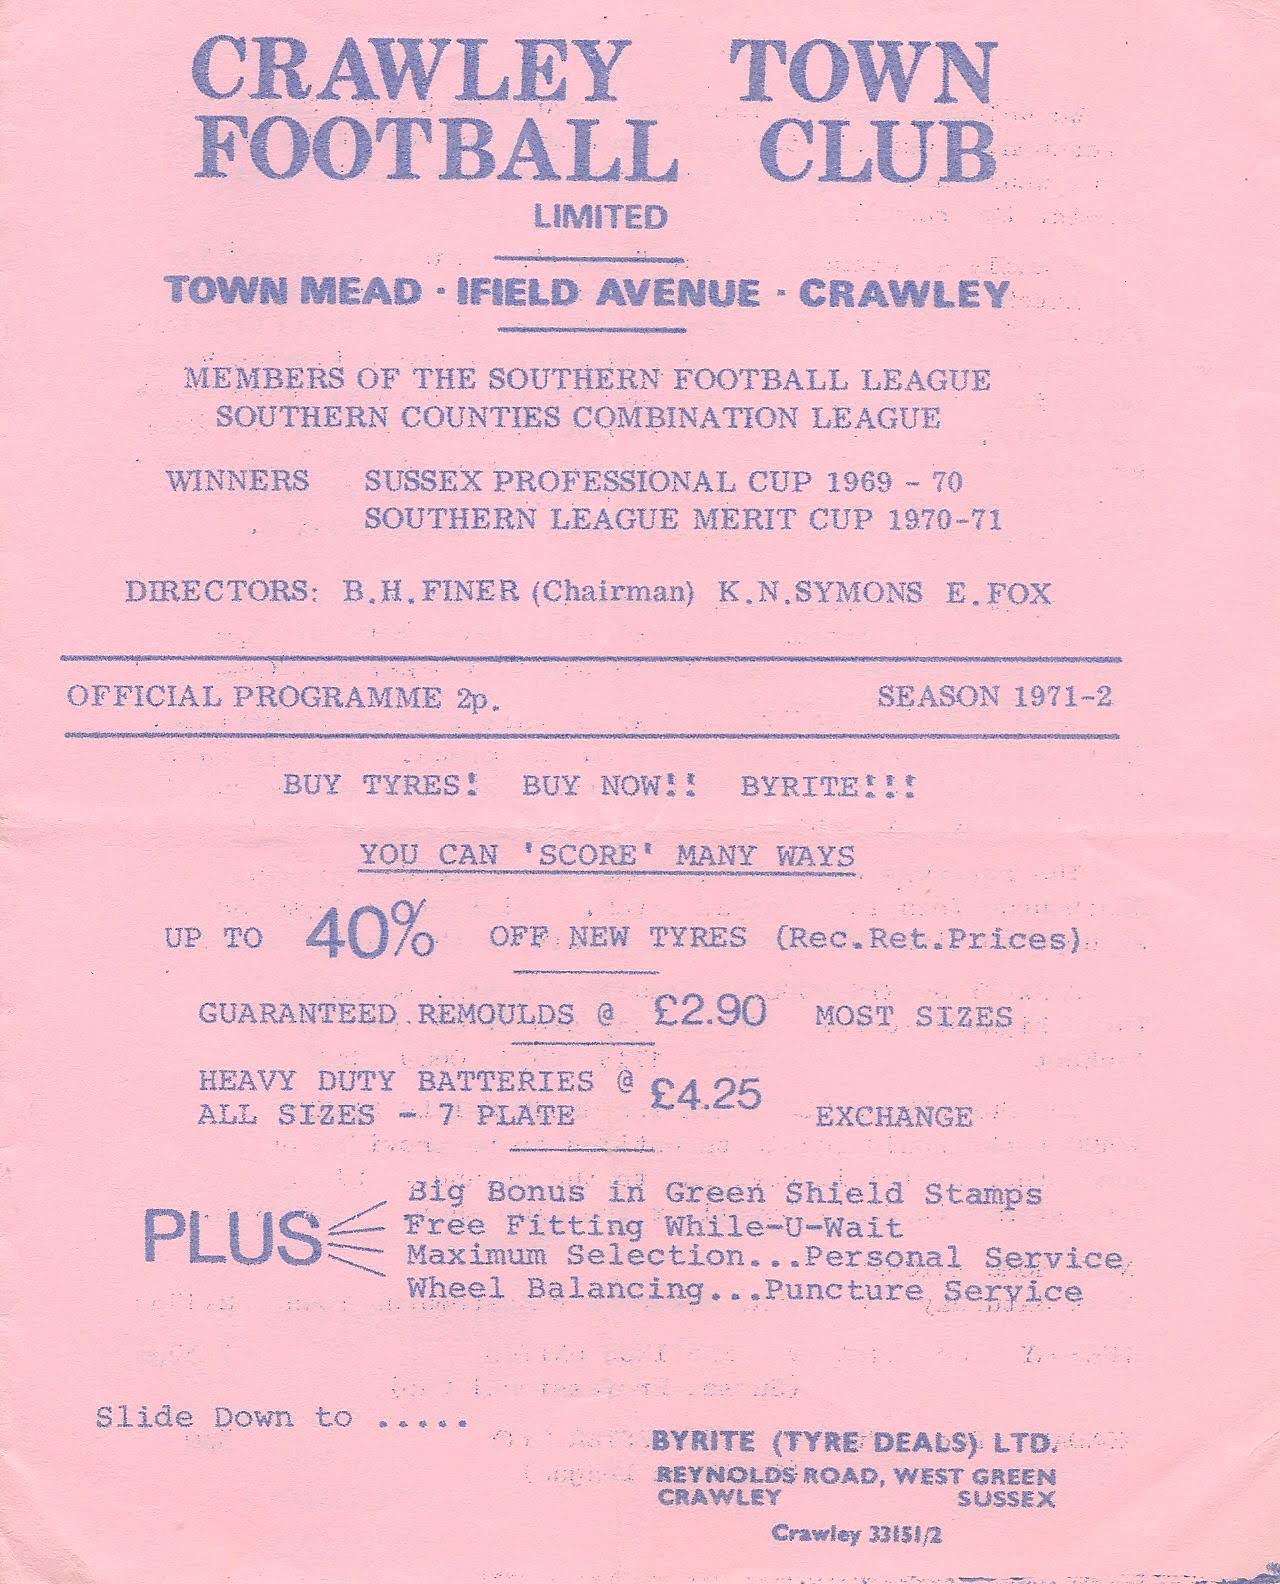 CRAWLEY TOWN
FOOTBALL CLUB
LIMITED
TOWN MEAD · IFIELD AVENUE · CRAWLEY
MEMBERS OF THE SOUTHERN FOOTBALL LEAGUE
SOUTHERN COUNTIES COMBINATION LEAGUE
WINNERS SUSSEX PROFESSIONAL CUP 1969 - 70
SOUTHERN LEAGUE MERIT CUP 1970-71
DIRECTORS: B.H.FINER (Chairman) K.N.SYMONS E.FOX
OFFICIAL PROGRAMME 2p. SEASON 1971-2
BUY TYRES! BUY NOW!! BYRITE!!!
YOU CAN 'SCORE' MANY WAYS
UP TO 40% OFF NEW TYRES (Rec.Ret.Prices)
GUARANTEED REMOULDS @ £2.90 MOST SIZES
HEAVY DUTY BATTERIES @ £4.25
ALL SIZES - 7 PLATE EXCHANGE
PLUS
Big Bonus in Green Shield Stamps
Free Fitting While-U-Wait
Maximum Selection...Personal Service
Wheel Balancing...Puncture Service
Slide Down to .....
BYRITE (TYRE DEALS) LTD.
REYNOLDS ROAD, WEST GREEN
CRAWLEY SUSSEX
Crawley 33151/2